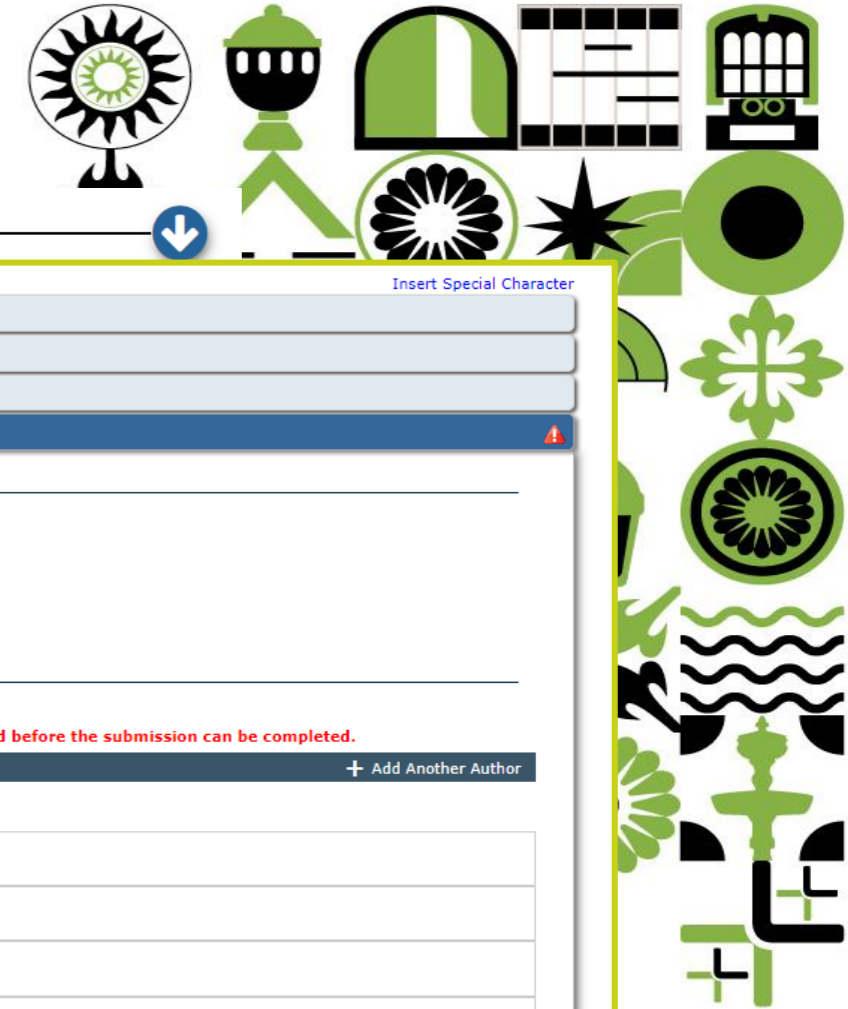 Insert Special Character
before the submission can be completed.
+ Add Another Author